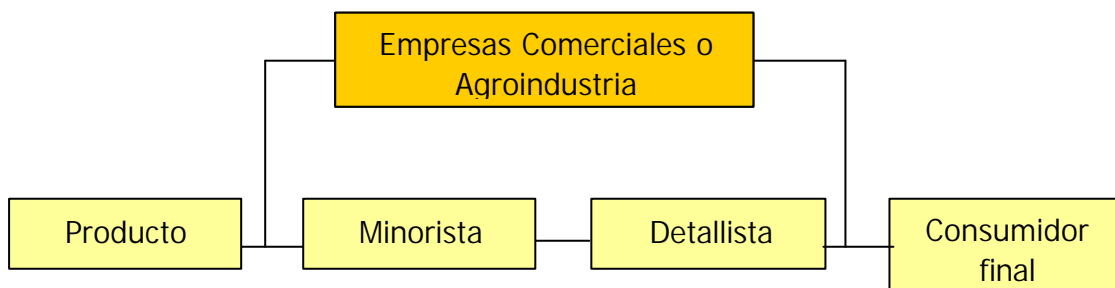 Empresas Comerciales o
Agroindustria
Producto
Minorista
Detallista
Consumidor
final